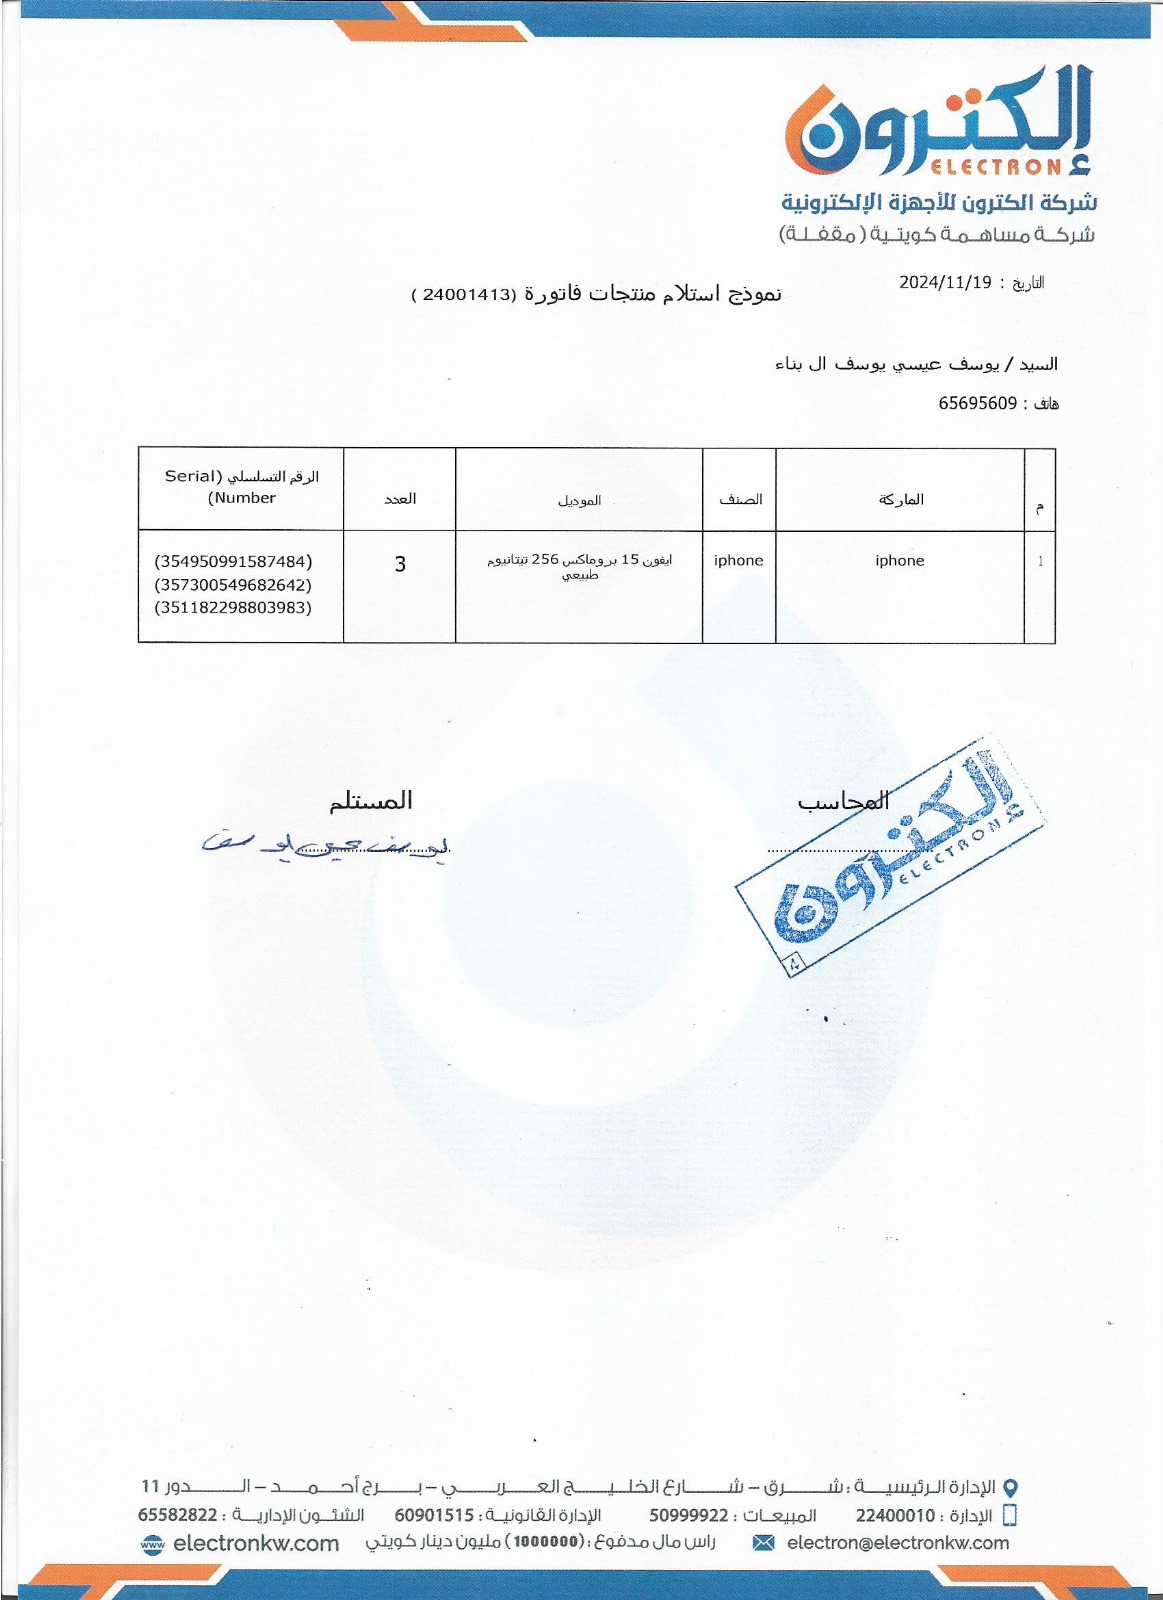 إلكترون
ELECTRON
شركة الكترون للأجهزة الإلكترونية
شركة مساهمة كويتية (مقفلة)
التاريخ : 2024/11/19
نموذج استلام منتجات فاتورة (24001413 )
السيد / يوسف عيسي يوسف ال بناء
هاتف : 65695609
م الماركة الصنف الموديل العدد الرقم التسلسلي (Serial Number)
1 iphone iphone ايفون 15 بروماكس 256 تيتانيوم طبيعي 3 (354950991587484)
(357300549682642)
(351182298803983)
المحاسب المستلم
يوسف عيسى يوسف
إلكترون
ELECTRON
4
الإدارة الرئيسية : شرق – شارع الخليج العربي – برج أحمد – الدور 11
الإدارة : 22400010 المبيعات : 50999922 الإدارة القانونية : 60901515 الشئون الإدارية : 65582822
electron@electronkw.com راس مال مدفوع : (1000000) مليون دينار كويتي electronkw.com